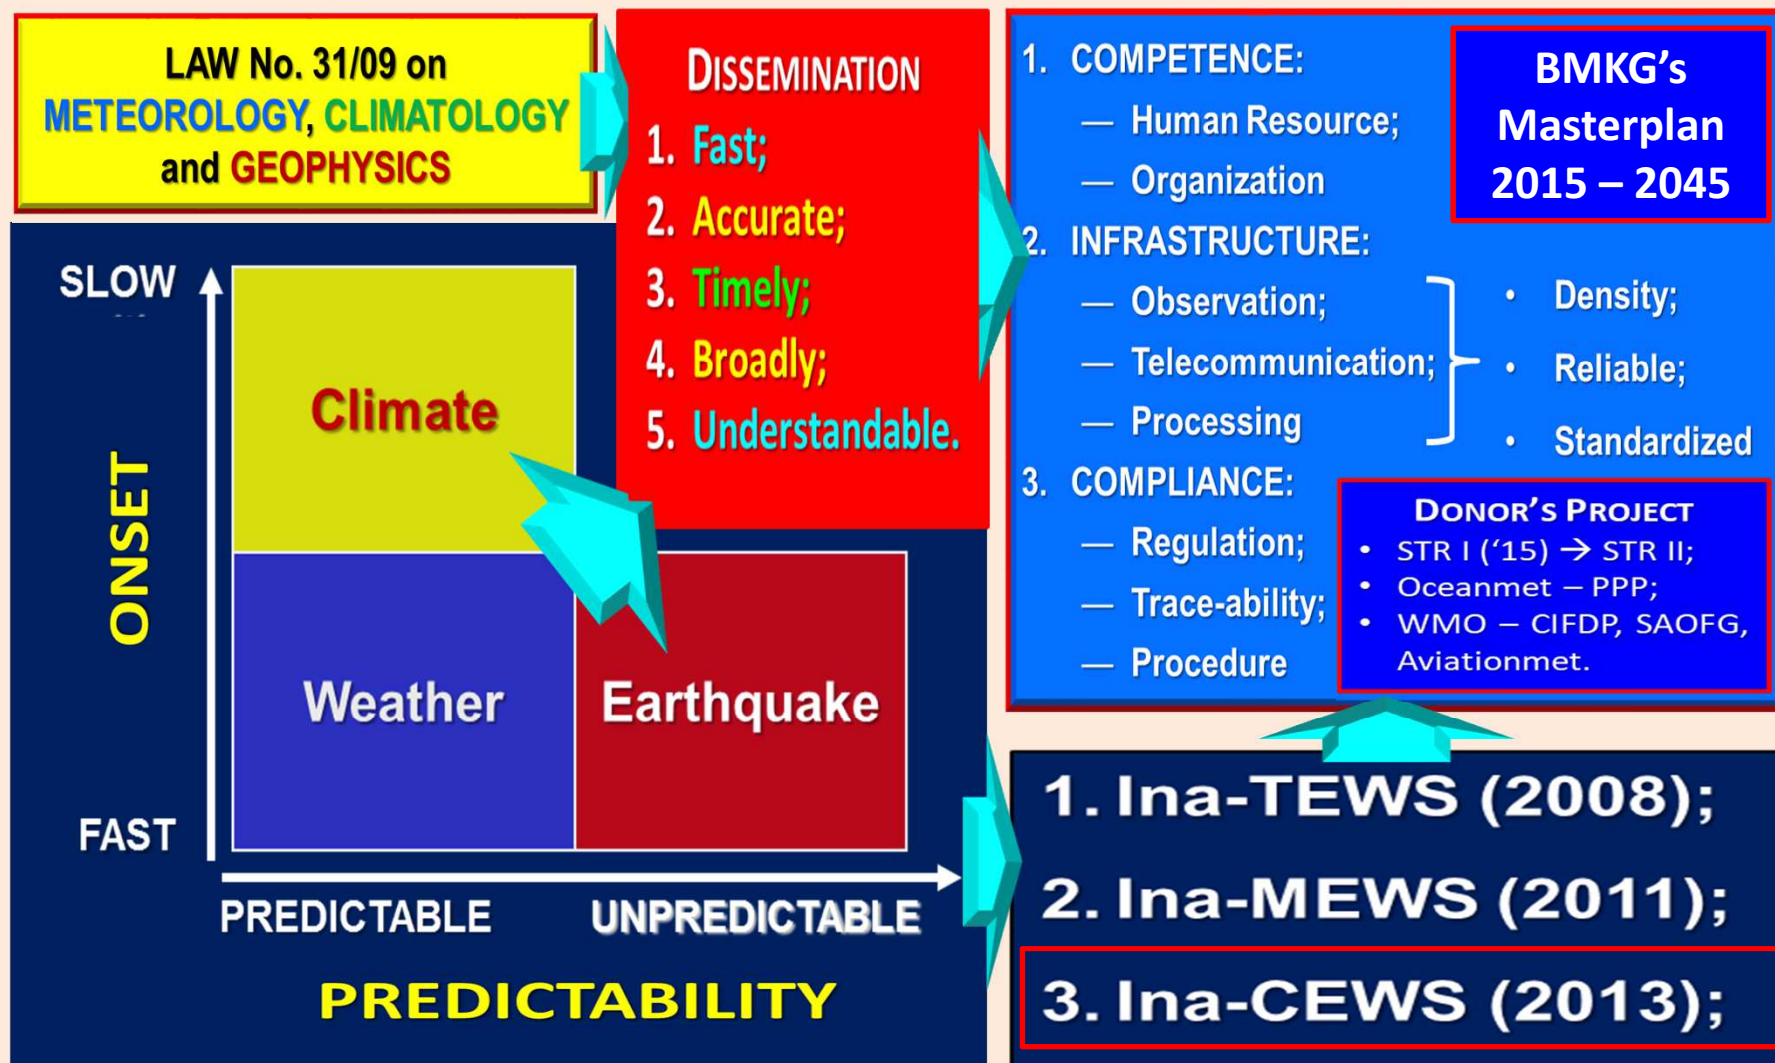 LAW No. 31/09 on
METEOROLOGY, CLIMATOLOGY
and GEOPHYSICS
DISSEMINATION
1. Fast;
2. Accurate;
3. Timely;
4. Broadly;
5. Understandable.
1. COMPETENCE:
— Human Resource;
— Organization
2. INFRASTRUCTURE:
— Observation;
— Telecommunication;
— Processing
• Density;
• Reliable;
• Standardized
3. COMPLIANCE:
— Regulation;
— Trace-ability;
— Procedure
BMKG's
Masterplan
2015 – 2045
DONOR'S PROJECT
• STR I ('15) → STR II;
• Oceanmet – PPP;
• WMO – CIFDP, SAOFG,
Aviationmet.
SLOW
ONSET
FAST
Climate
Weather
Earthquake
PREDICTABLE
UNPREDICTABLE
PREDICTABILITY
1. Ina-TEWS (2008);
2. Ina-MEWS (2011);
3. Ina-CEWS (2013);